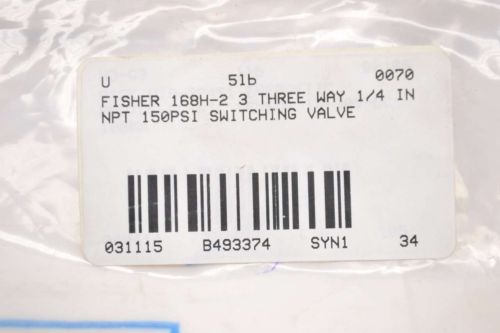 U 51b 0070
FISHER 168H-2 3 THREE WAY 1/4 IN
NPT 150PSI SWITCHING VALVE
031115 B493374 SYN1 34